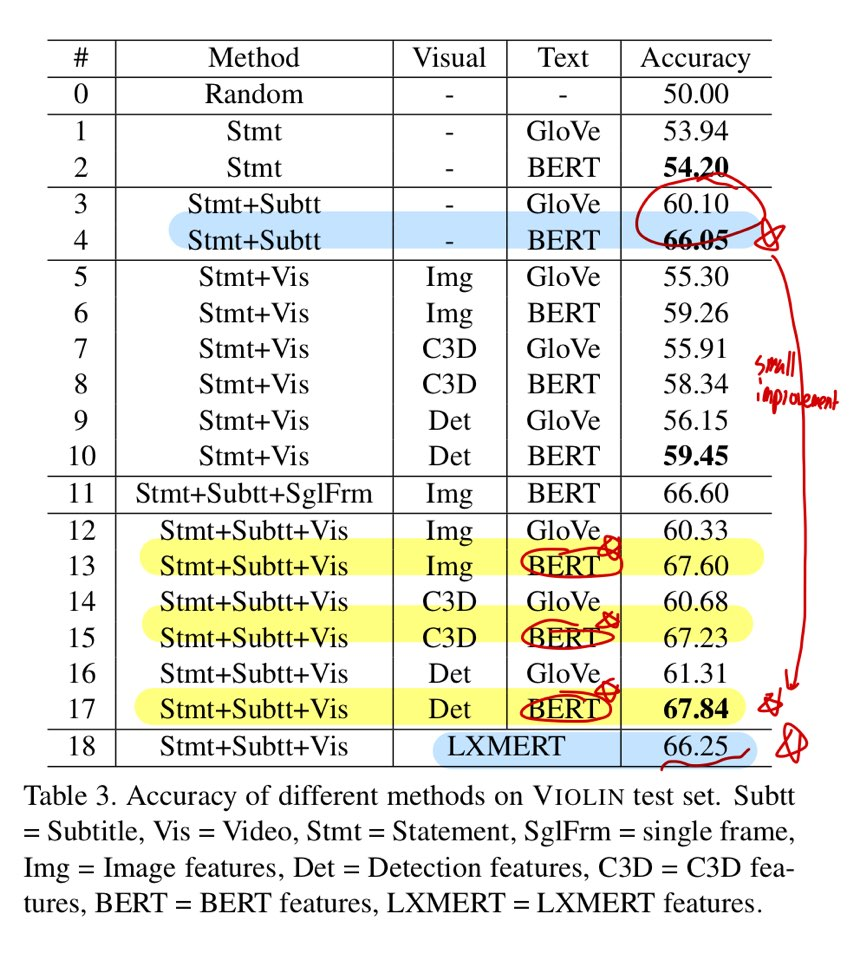 # Method Visual Text Accuracy
0 Random - - 50.00
1 Stmt - GloVe 53.94
2 Stmt - BERT 54.20
3 Stmt+Subtt - GloVe 60.10
4 Stmt+Subtt - BERT 66.05
5 Stmt+Vis Img GloVe 55.30
6 Stmt+Vis Img BERT 59.26
7 Stmt+Vis C3D GloVe 55.91
small
8 Stmt+Vis C3D BERT 58.34
improvement
9 Stmt+Vis Det GloVe 56.15
10 Stmt+Vis Det BERT 59.45
11 Stmt+Subtt+SglFrm Img BERT 66.60
12 Stmt+Subtt+Vis Img GloVe 60.33
13 Stmt+Subtt+Vis Img BERT 67.60
14 Stmt+Subtt+Vis C3D GloVe 60.68
15 Stmt+Subtt+Vis C3D BERT 67.23
16 Stmt+Subtt+Vis Det GloVe 61.31
17 Stmt+Subtt+Vis Det BERT 67.84
18 Stmt+Subtt+Vis LXMERT 66.25
Table 3. Accuracy of different methods on VIOLIN test set. Subtt
= Subtitle, Vis = Video, Stmt = Statement, SglFrm = single frame,
Img = Image features, Det = Detection features, C3D = C3D fea-
tures, BERT = BERT features, LXMERT = LXMERT features.